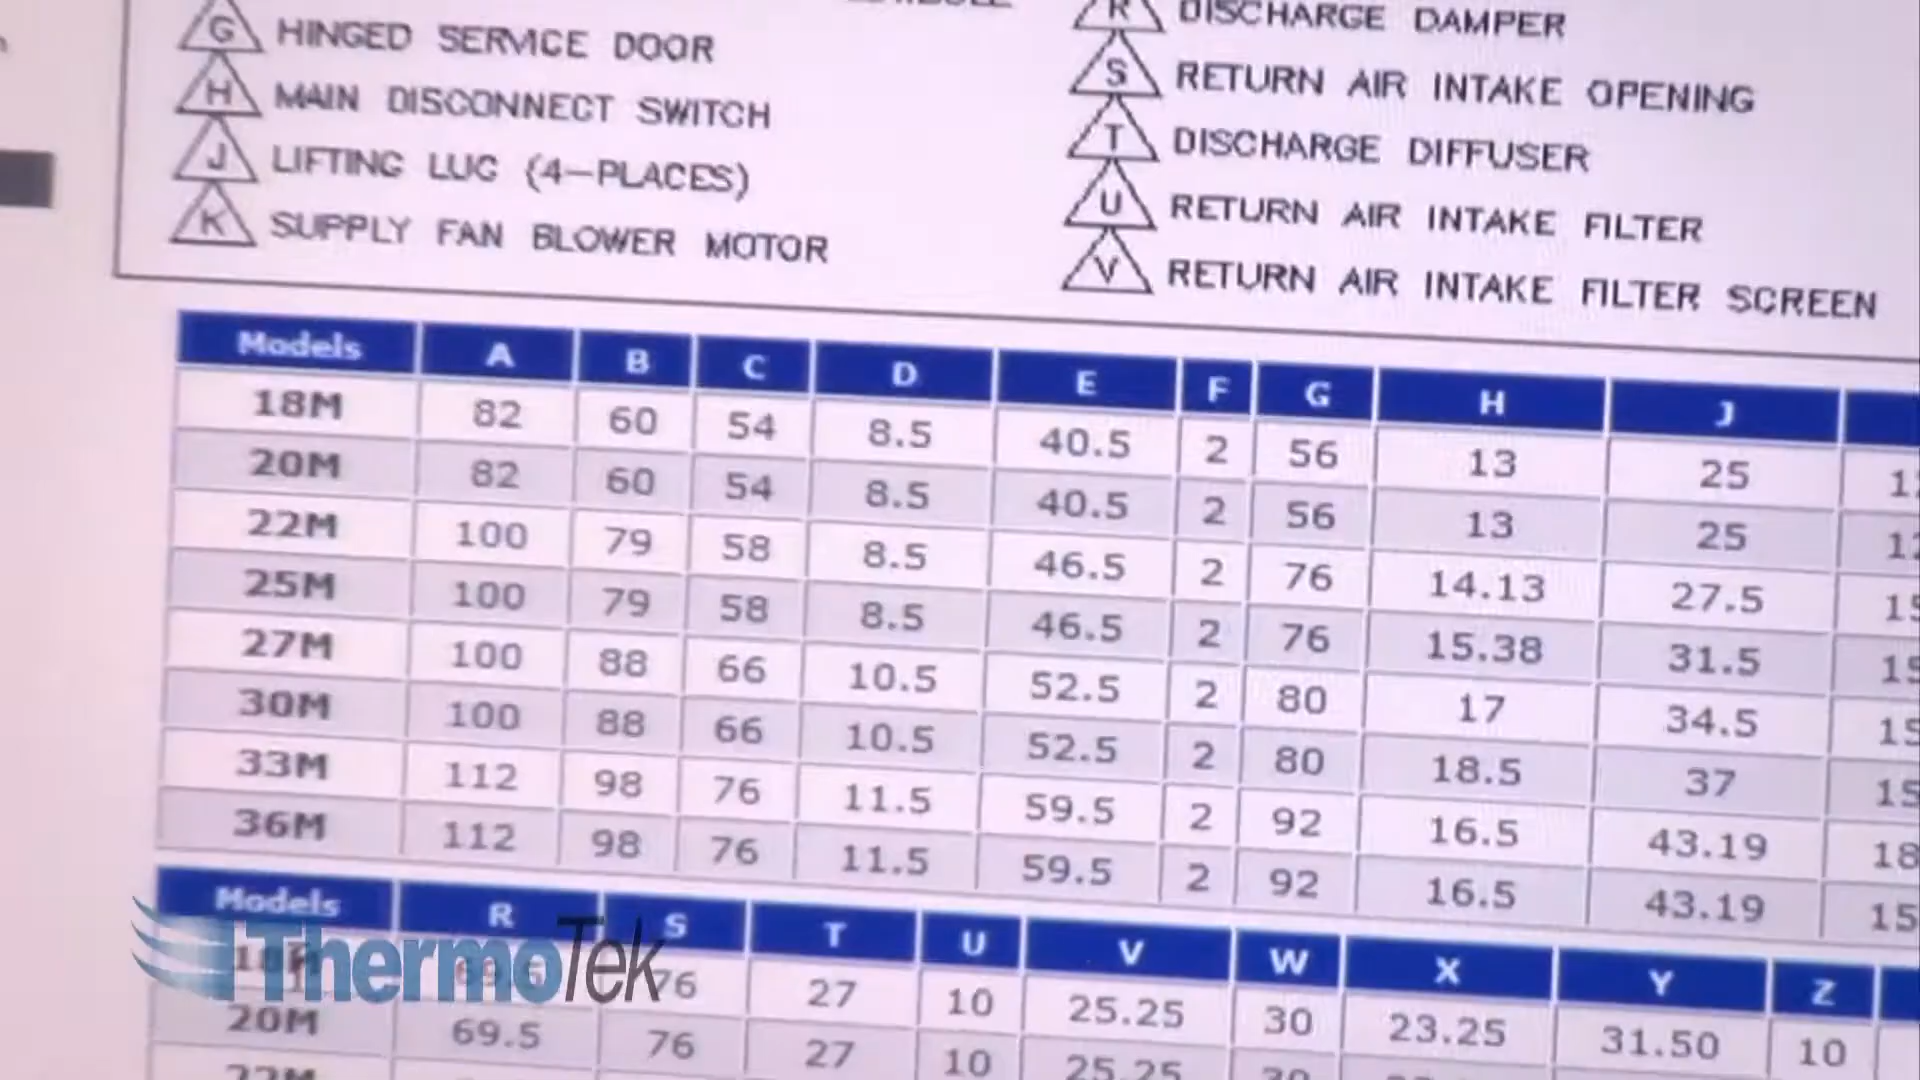 G HINGED SERVICE DOOR
H MAIN DISCONNECT SWITCH
J LIFTING LUG (4-PLACES)
K SUPPLY FAN BLOWER MOTOR
R DISCHARGE DAMPER
S RETURN AIR INTAKE OPENING
T DISCHARGE DIFFUSER
U RETURN AIR INTAKE FILTER
V RETURN AIR INTAKE FILTER SCREEN
Models A B C D E F G H J
18M 82 60 54 8.5 40.5 2 56 13 25
20M 82 60 54 8.5 40.5 2 56 13 25
22M 100 79 58 8.5 46.5 2 76 14.13 27.5
25M 100 79 58 8.5 46.5 2 76 15.38 31.5
27M 100 88 66 10.5 52.5 2 80 17 34.5
30M 100 88 66 10.5 52.5 2 80 18.5 37
33M 112 98 76 11.5 59.5 2 92 16.5 43.19
36M 112 98 76 11.5 59.5 2 92 16.5 43.19
Models R S T U V W X Y Z
18M 69.5 76 27 10 25.25 30 23.25 31.50 10
20M 69.5 76 27 10 25.25 30
22M
ThermoTek